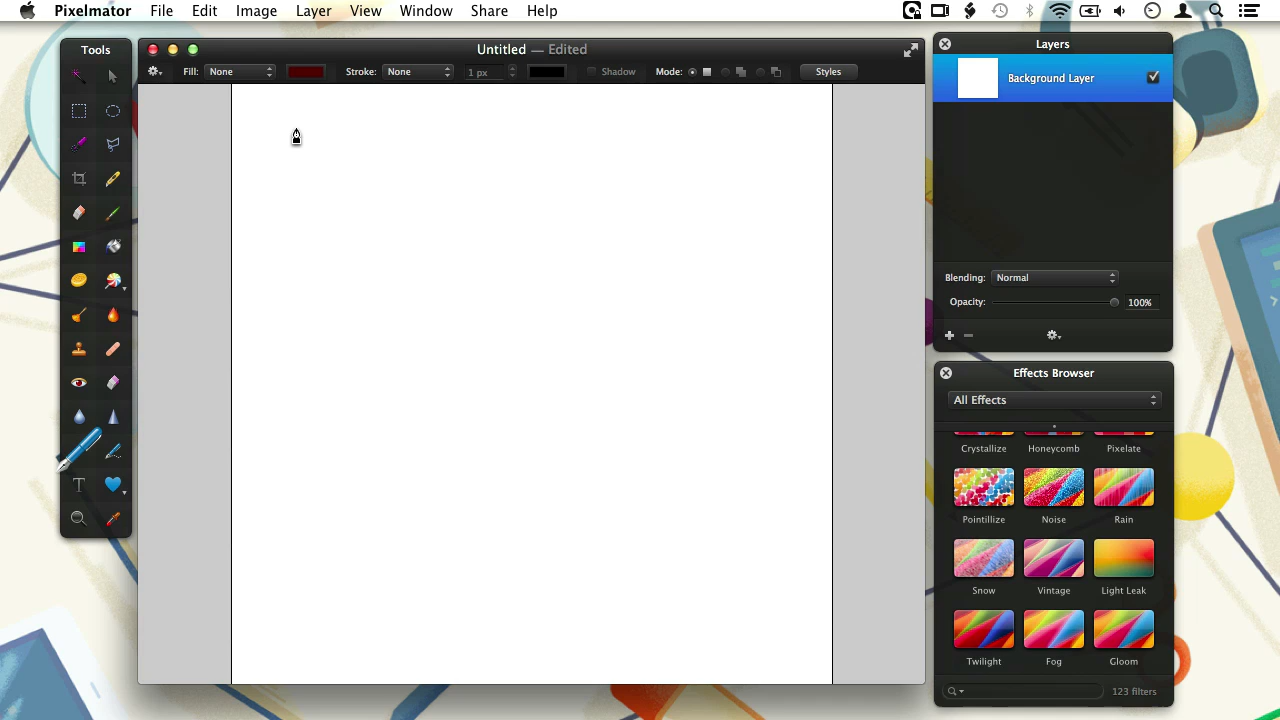 Pixelmator File Edit Image Layer View Window Share Help
Tools
Untitled — Edited
Fill: None Stroke: None 1 px Shadow Mode: Styles
Layers
Background Layer
Blending: Normal
Opacity: 100%
Effects Browser
All Effects
Crystallize Honeycomb Pixelate
Pointillize Noise Rain
Snow Vintage Light Leak
Twilight Fog Gloom
123 filters
T